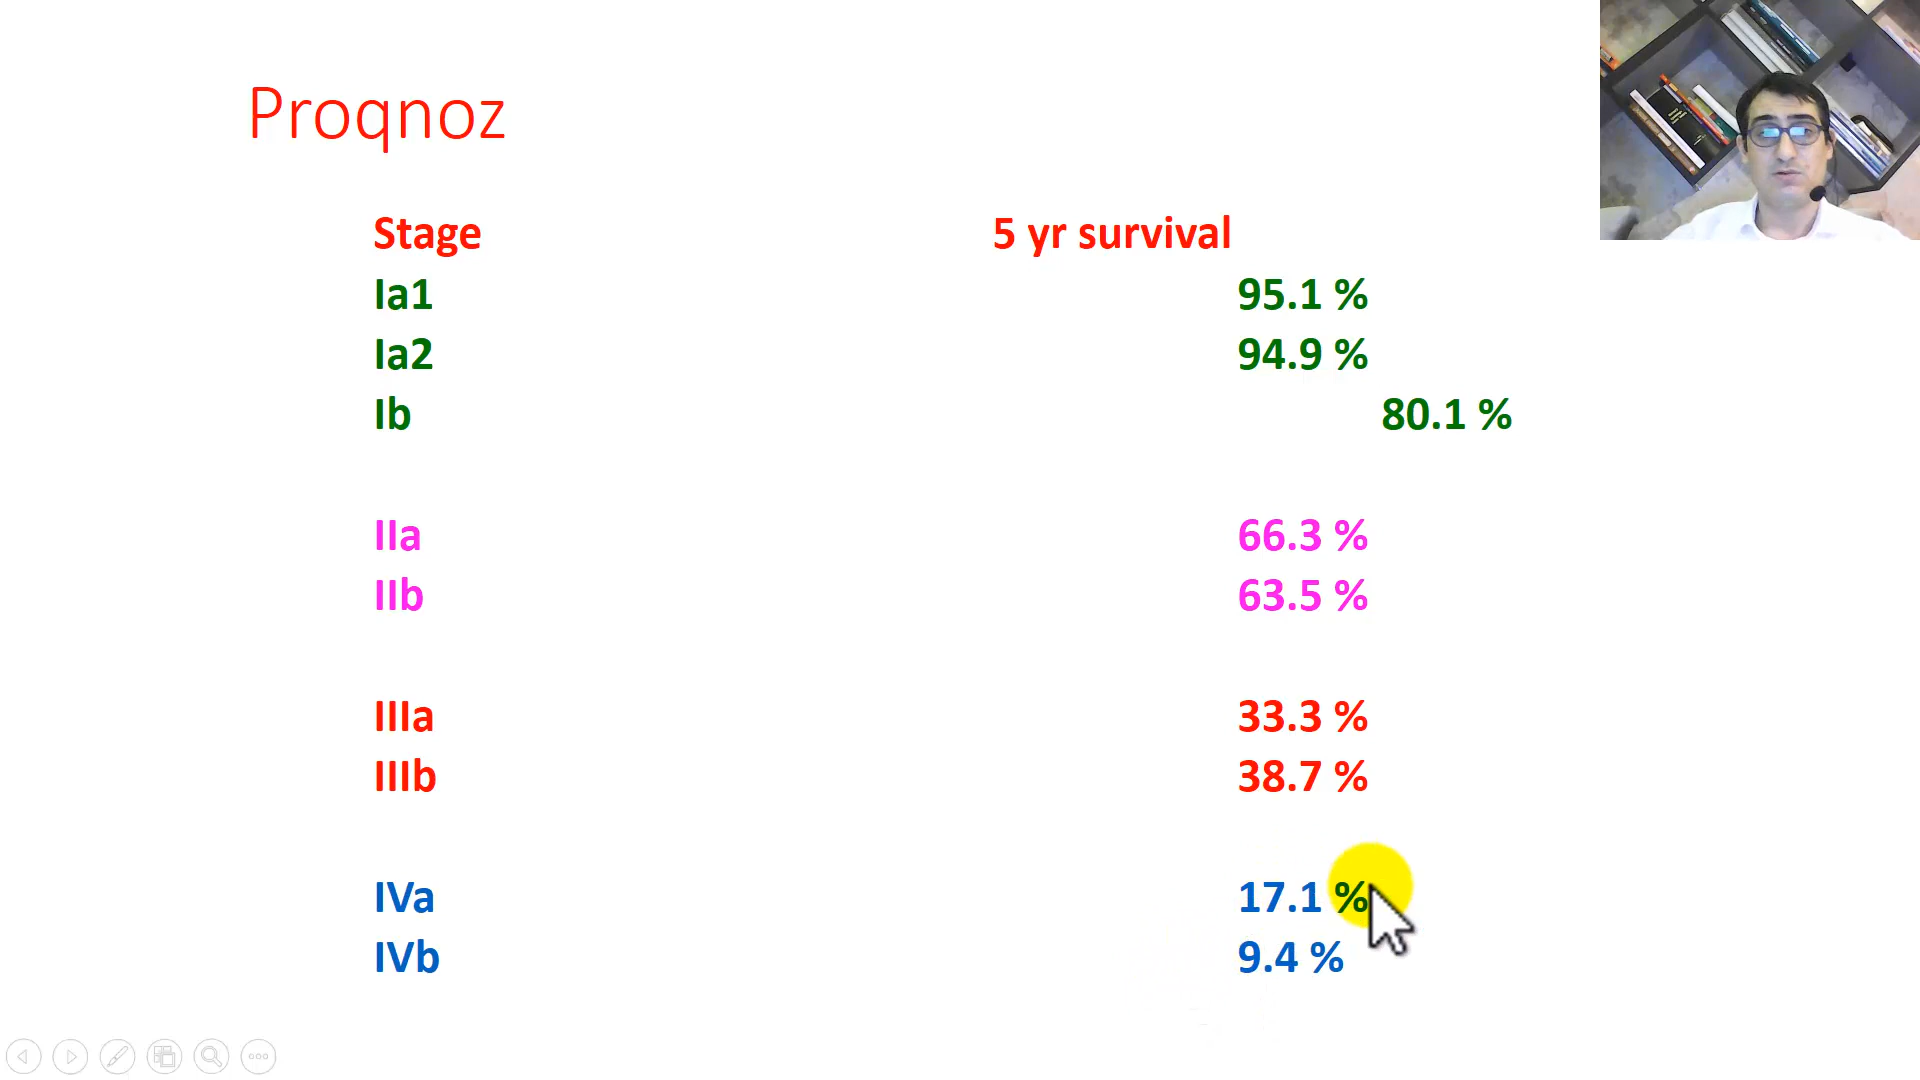 Proqnoz
Stage 5 yr survival
Ia1 95.1 %
Ia2 94.9 %
Ib 80.1 %
IIa 66.3 %
IIb 63.5 %
IIIa 33.3 %
IIIb 38.7 %
IVa 17.1 %
IVb 9.4 %